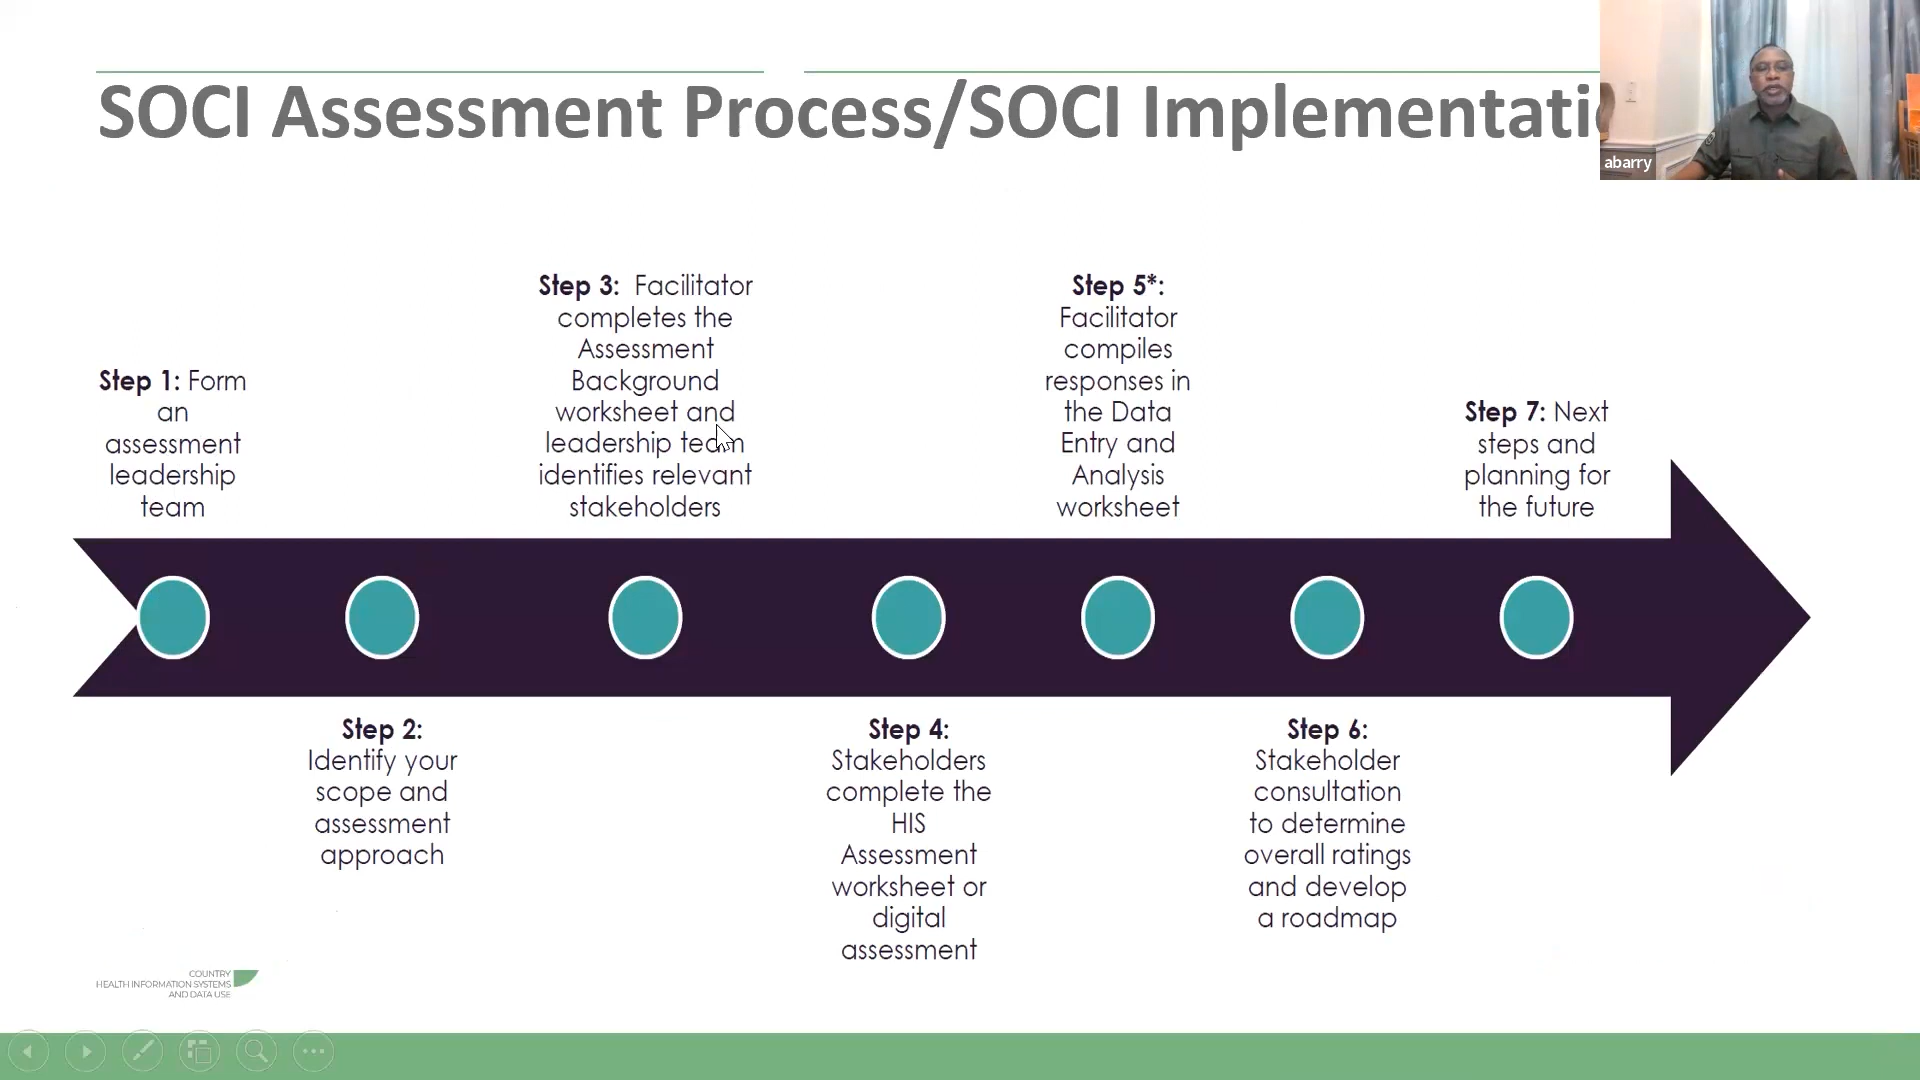 SOCI Assessment Process/SOCI Implementati
abarry
Step 1: Form
an
assessment
leadership
team
Step 2:
Identify your
scope and
assessment
approach
Step 3: Facilitator
completes the
Assessment
Background
worksheet and
leadership team
identifies relevant
stakeholders
Step 4:
Stakeholders
complete the
HIS
Assessment
worksheet or
digital
assessment
Step 5*:
Facilitator
compiles
responses in
the Data
Entry and
Analysis
worksheet
Step 6:
Stakeholder
consultation
to determine
overall ratings
and develop
a roadmap
Step 7: Next
steps and
planning for
the future
COUNTRY
HEALTH INFORMATION SYSTEMS
AND DATA USE